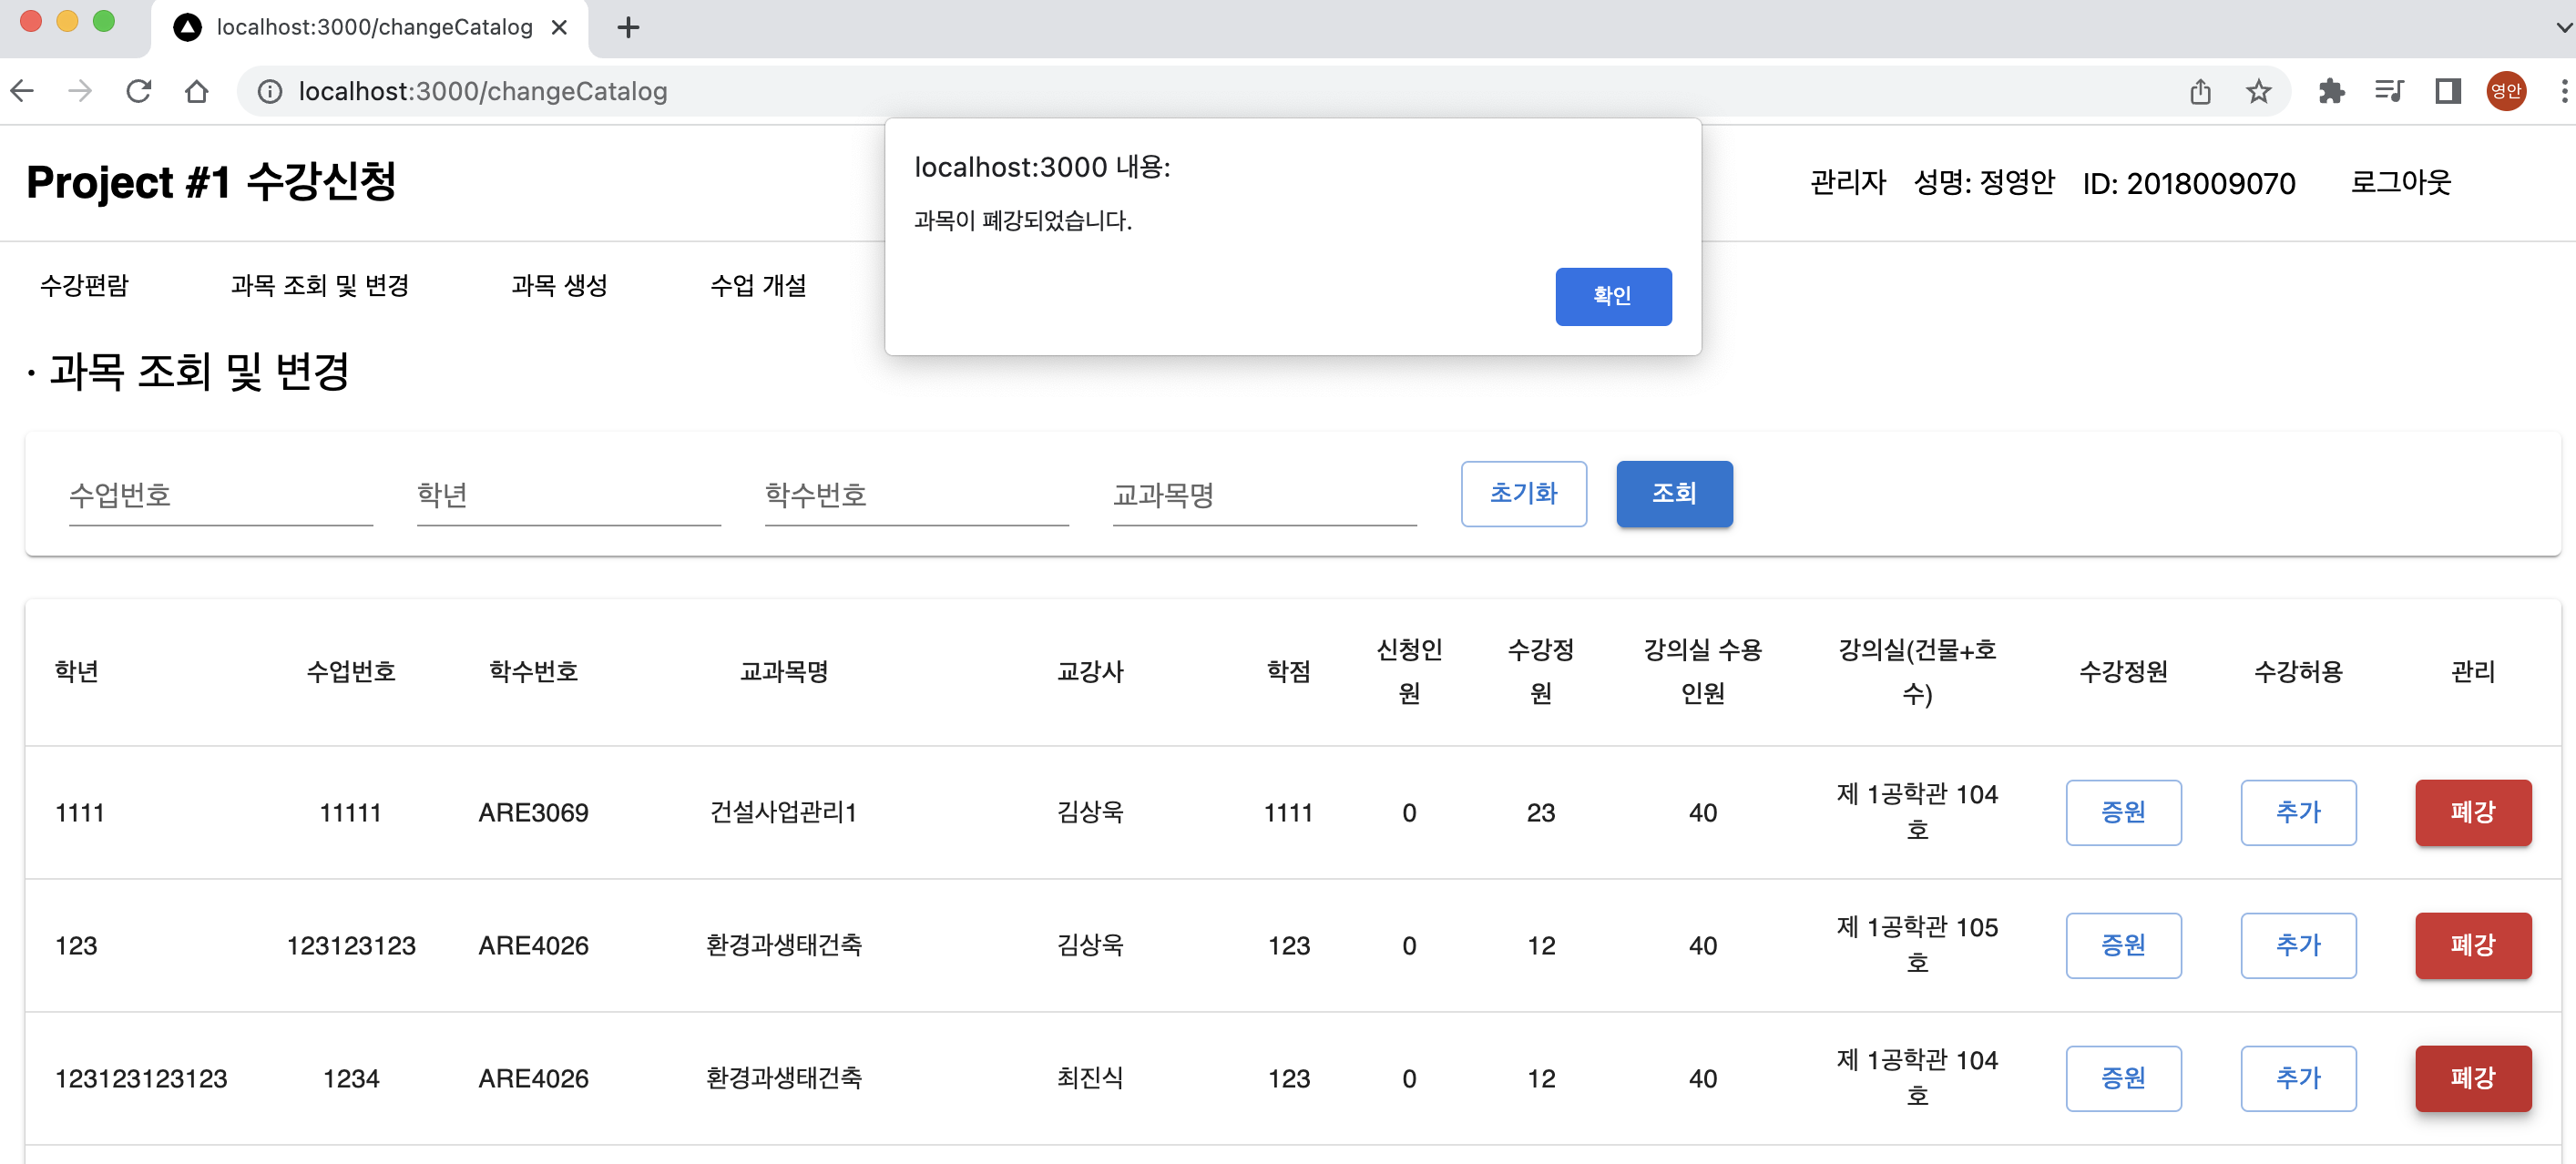 localhost:3000/changeCatalog
localhost:3000/changeCatalog
영안
Project #1 수강신청
관리자 성명: 정영안 ID: 2018009070 로그아웃
localhost:3000 내용:
과목이 폐강되었습니다.
확인
수강편람 과목 조회 및 변경 과목 생성 수업 개설
· 과목 조회 및 변경
수업번호 학년 학수번호 교과목명 초기화 조회
학년 수업번호 학수번호 교과목명 교강사 학점 신청인원 수강정원 강의실 수용인원 강의실(건물+호수) 수강정원 수강허용 관리
1111 11111 ARE3069 건설사업관리1 김상욱 1111 0 23 40 제 1공학관 104호 증원 추가 폐강
123 123123123 ARE4026 환경과생태건축 김상욱 123 0 12 40 제 1공학관 105호 증원 추가 폐강
123123123123 1234 ARE4026 환경과생태건축 최진식 123 0 12 40 제 1공학관 104호 증원 추가 폐강